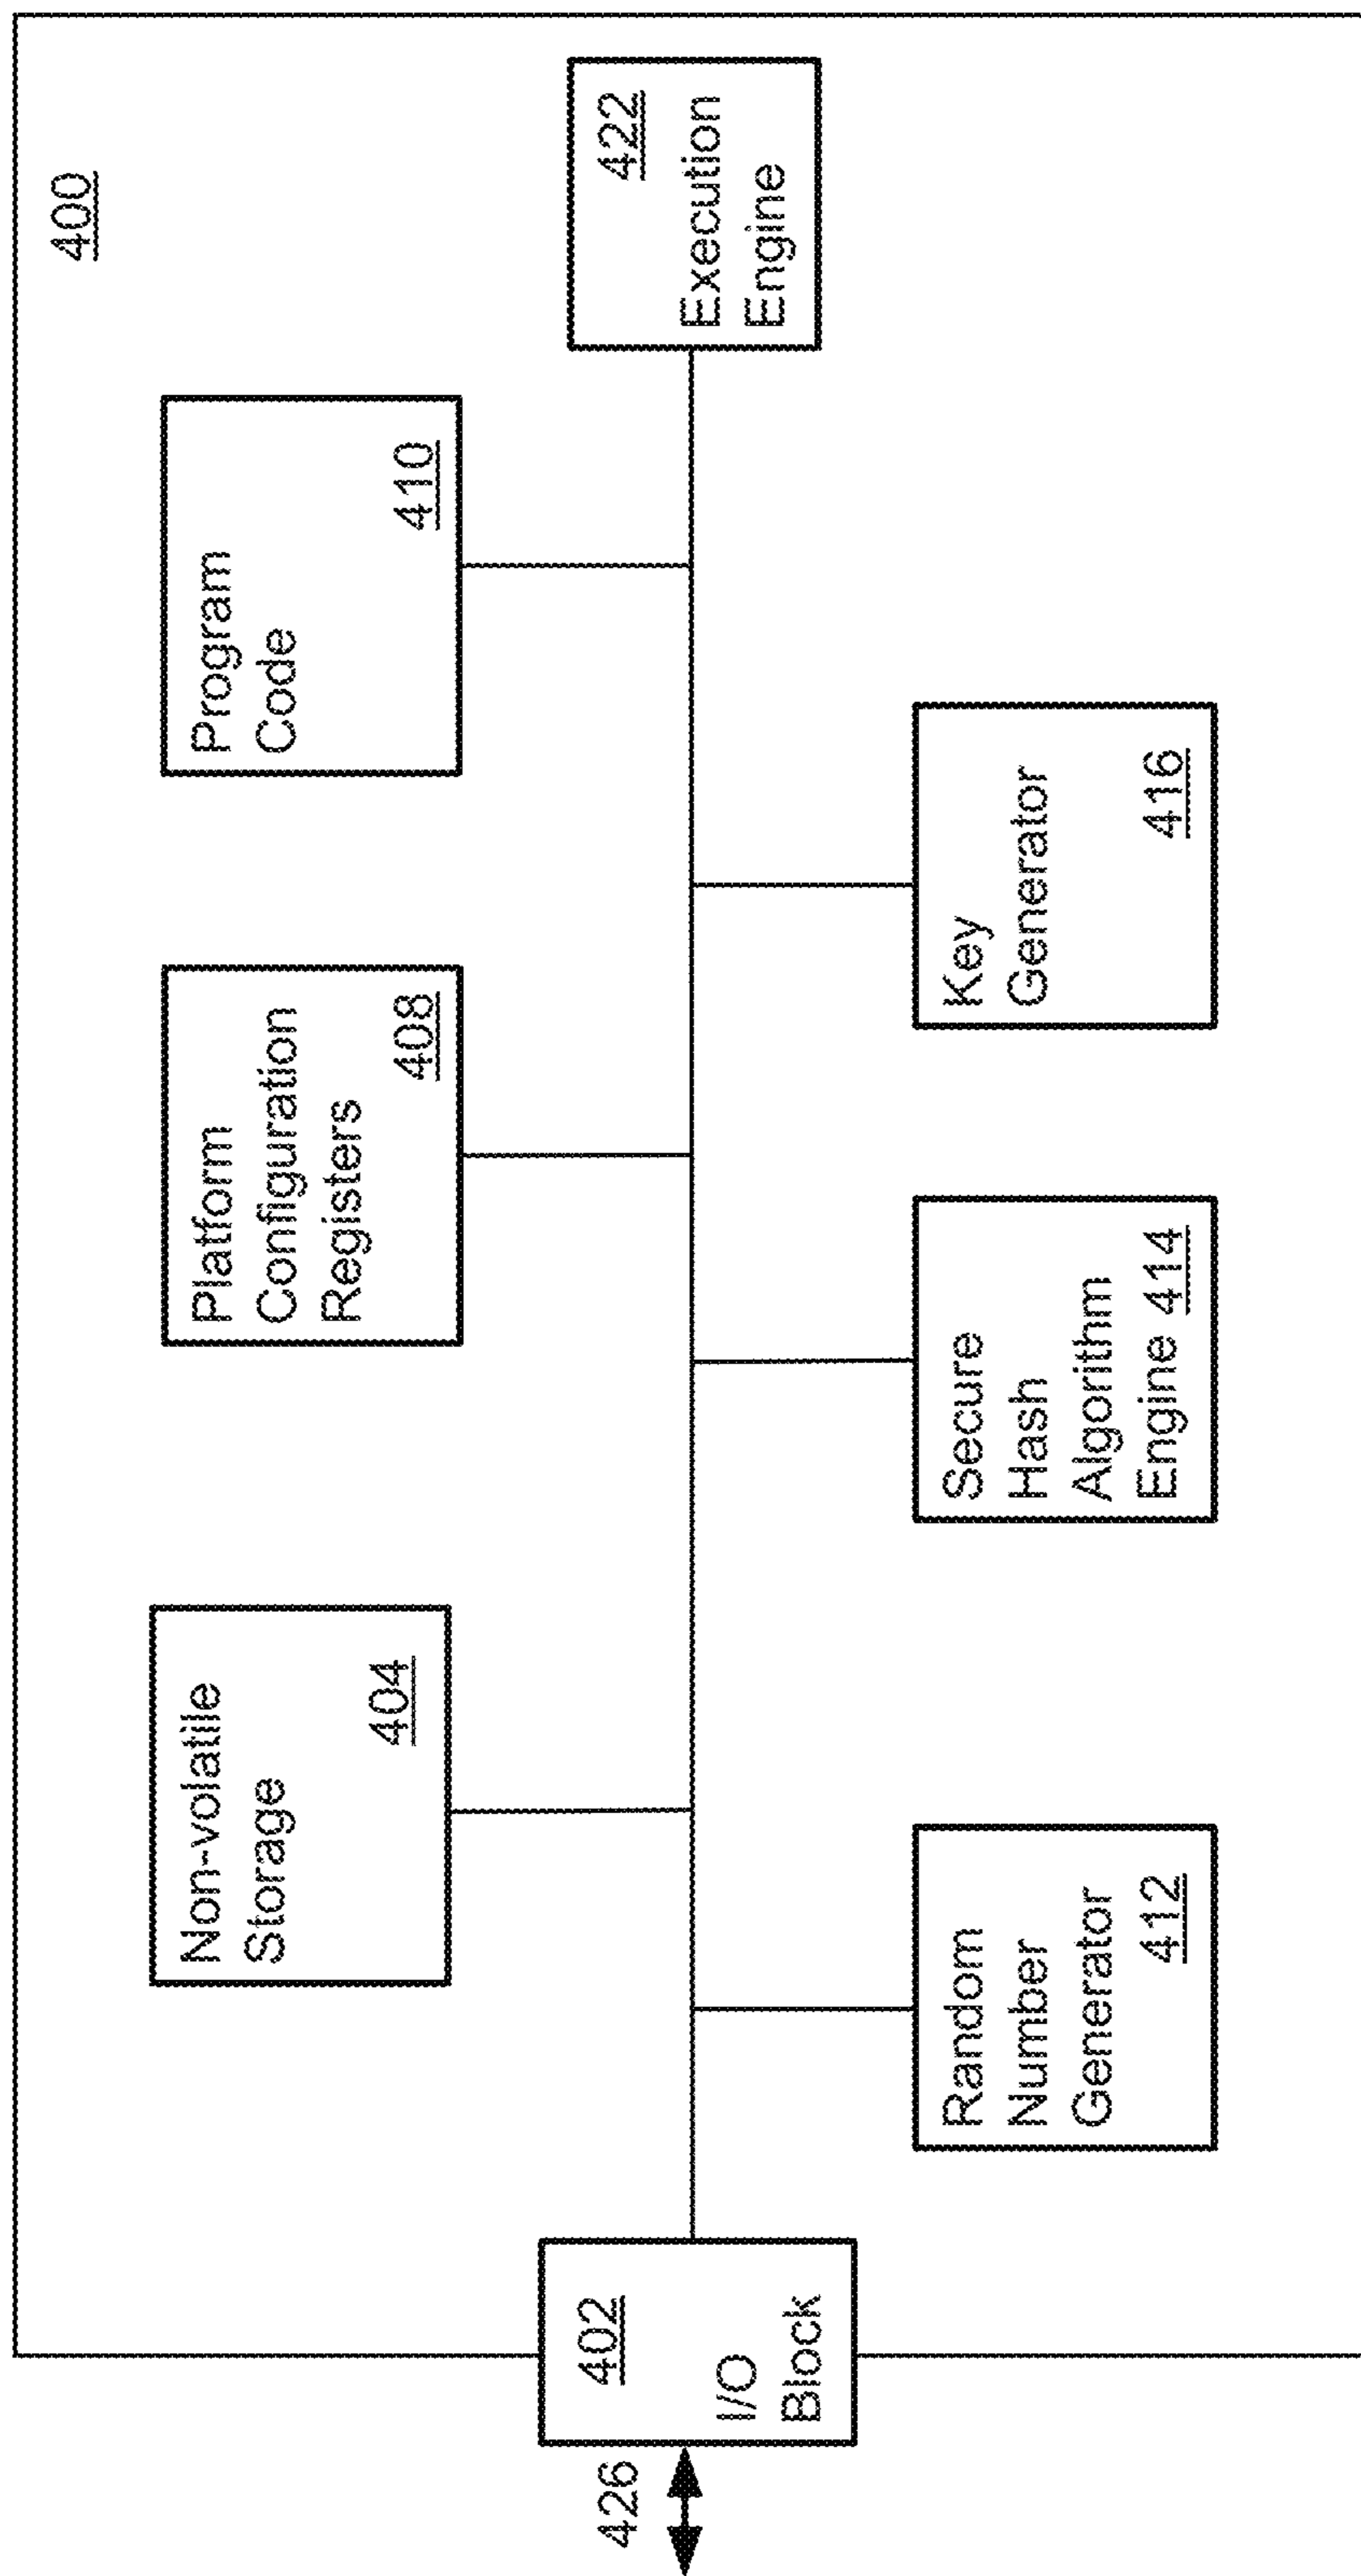 400
Non-volatile
Storage
404
Platform
Configuration
Registers
408
Program
Code
410
426
402
I/O
Block
422
Execution
Engine
Random
Number
Generator
412
Secure
Hash
Algorithm
Engine 414
Key
Generator
416